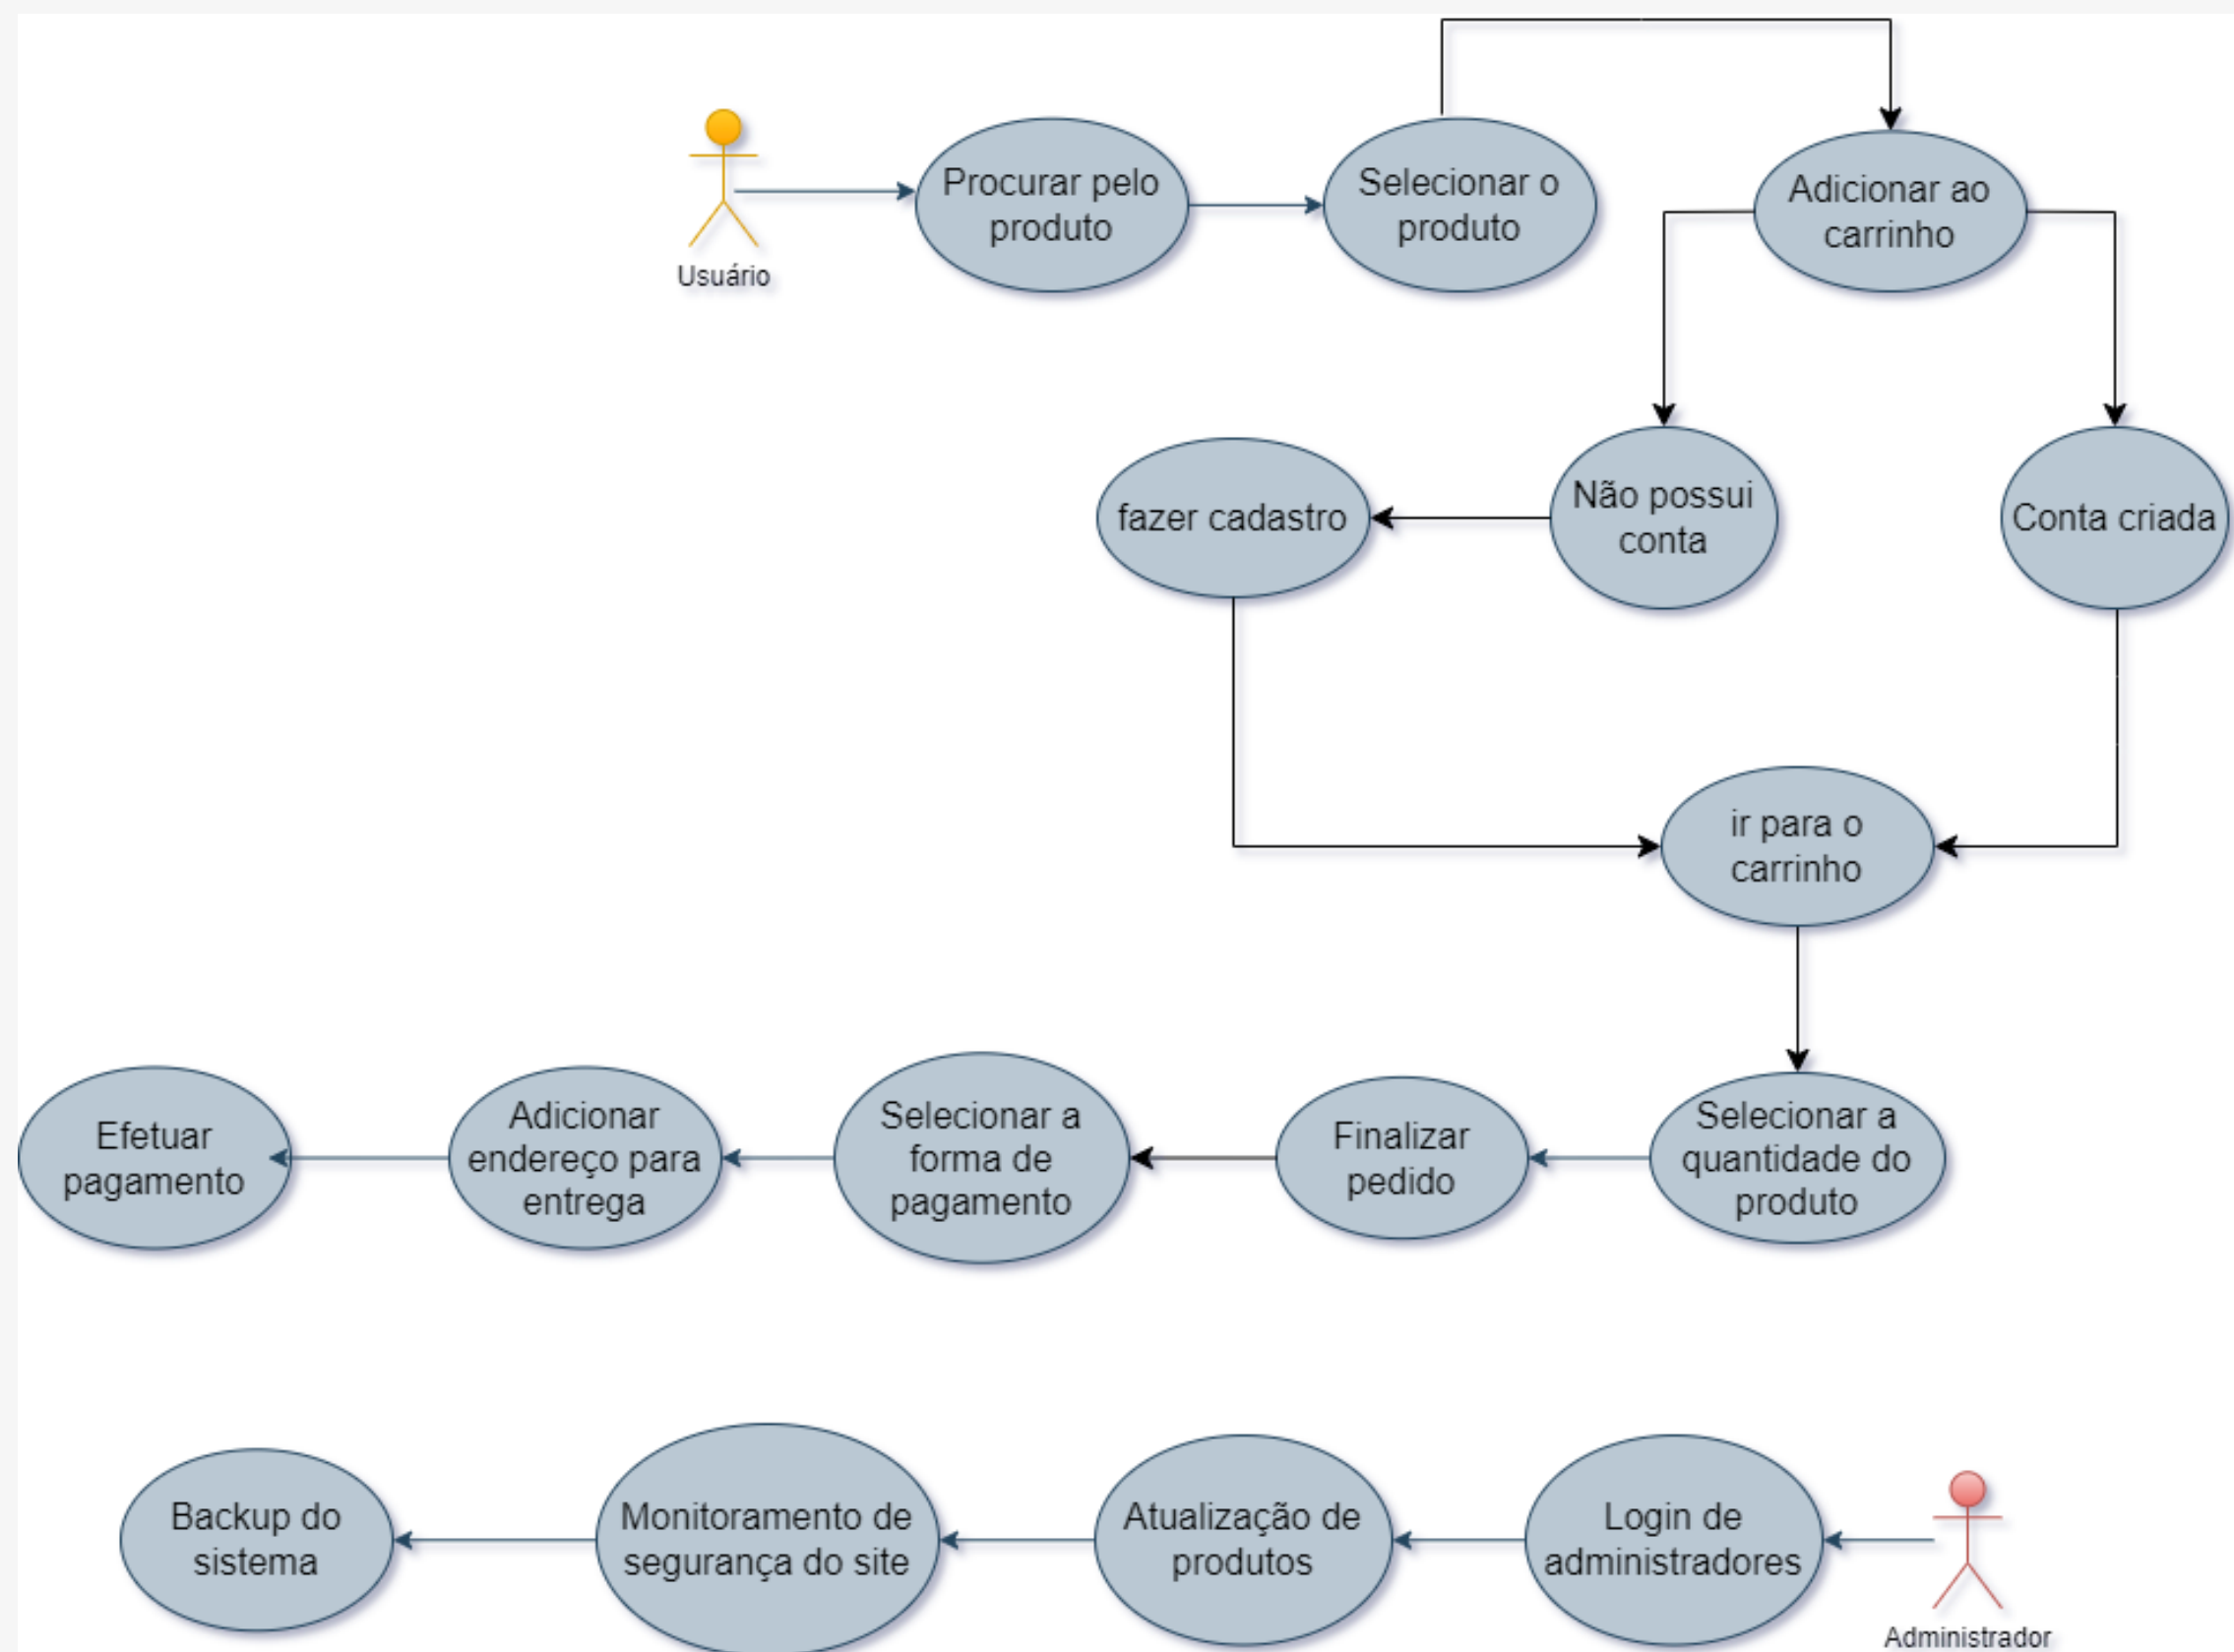 Usuário
Procurar pelo
produto
Selecionar o
produto
Adicionar ao
carrinho
fazer cadastro
Não possui
conta
Conta criada
ir para o
carrinho
Efetuar
pagamento
Adicionar
endereço para
entrega
Selecionar a
forma de
pagamento
Finalizar
pedido
Selecionar a
quantidade do
produto
Backup do
sistema
Monitoramento de
segurança do site
Atualização de
produtos
Login de
administradores
Administrador